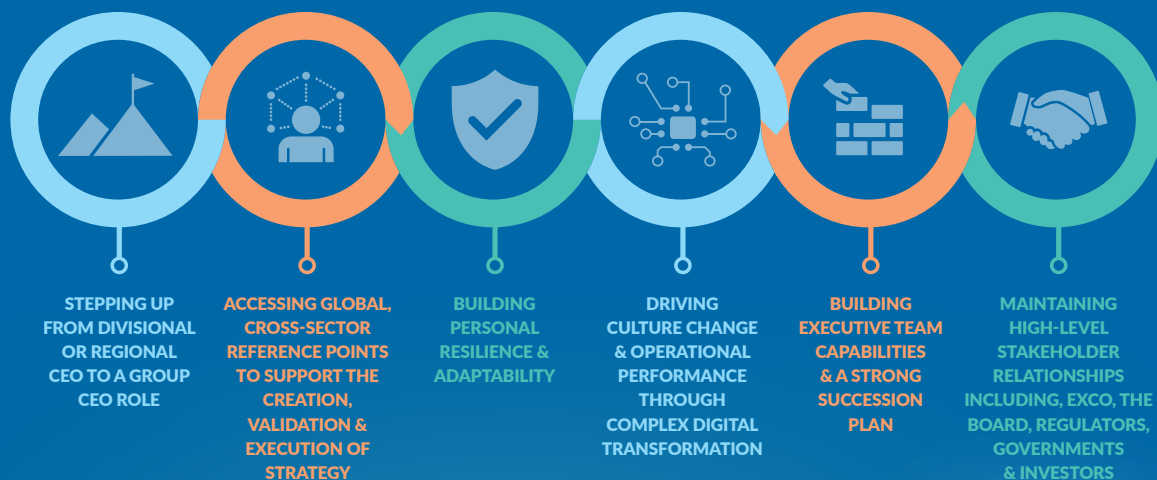 STEPPING UP
FROM DIVISIONAL
OR REGIONAL
CEO TO A GROUP
CEO ROLE
ACCESSING GLOBAL,
CROSS-SECTOR
REFERENCE POINTS
TO SUPPORT THE
CREATION,
VALIDATION &
EXECUTION OF
STRATEGY
BUILDING
PERSONAL
RESILIENCE &
ADAPTABILITY
DRIVING
CULTURE CHANGE
& OPERATIONAL
PERFORMANCE
THROUGH
COMPLEX DIGITAL
TRANSFORMATION
BUILDING
EXECUTIVE TEAM
CAPABILITIES
& A STRONG
SUCCESSION
PLAN
MAINTAINING
HIGH-LEVEL
STAKEHOLDER
RELATIONSHIPS
INCLUDING, EXCO, THE
BOARD, REGULATORS,
GOVERNMENTS
& INVESTORS